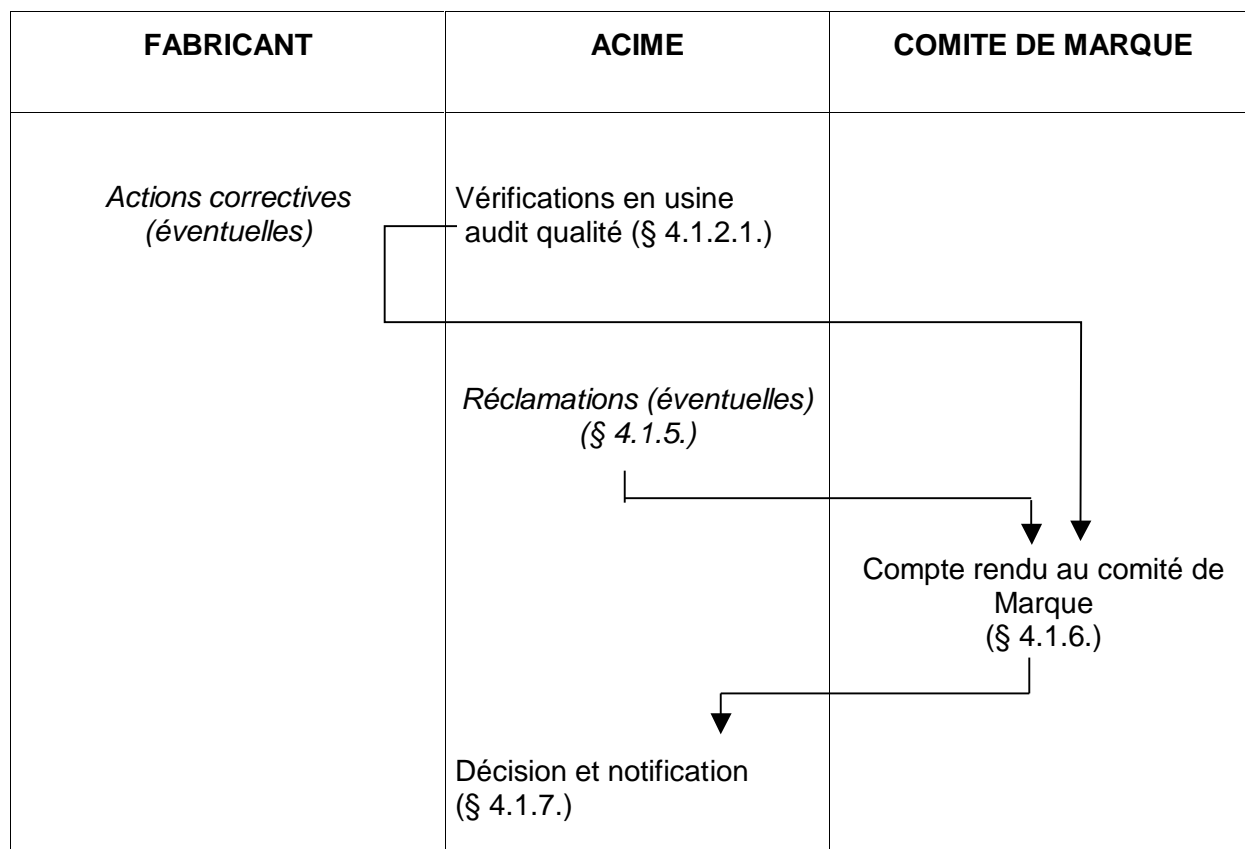 FABRICANT
ACIME
COMITE DE MARQUE
Actions correctives
(éventuelles)
Vérifications en usine
audit qualité (§ 4.1.2.1.)
Réclamations (éventuelles)
(§ 4.1.5.)
Compte rendu au comité de
Marque
(§ 4.1.6.)
Décision et notification
(§ 4.1.7.)